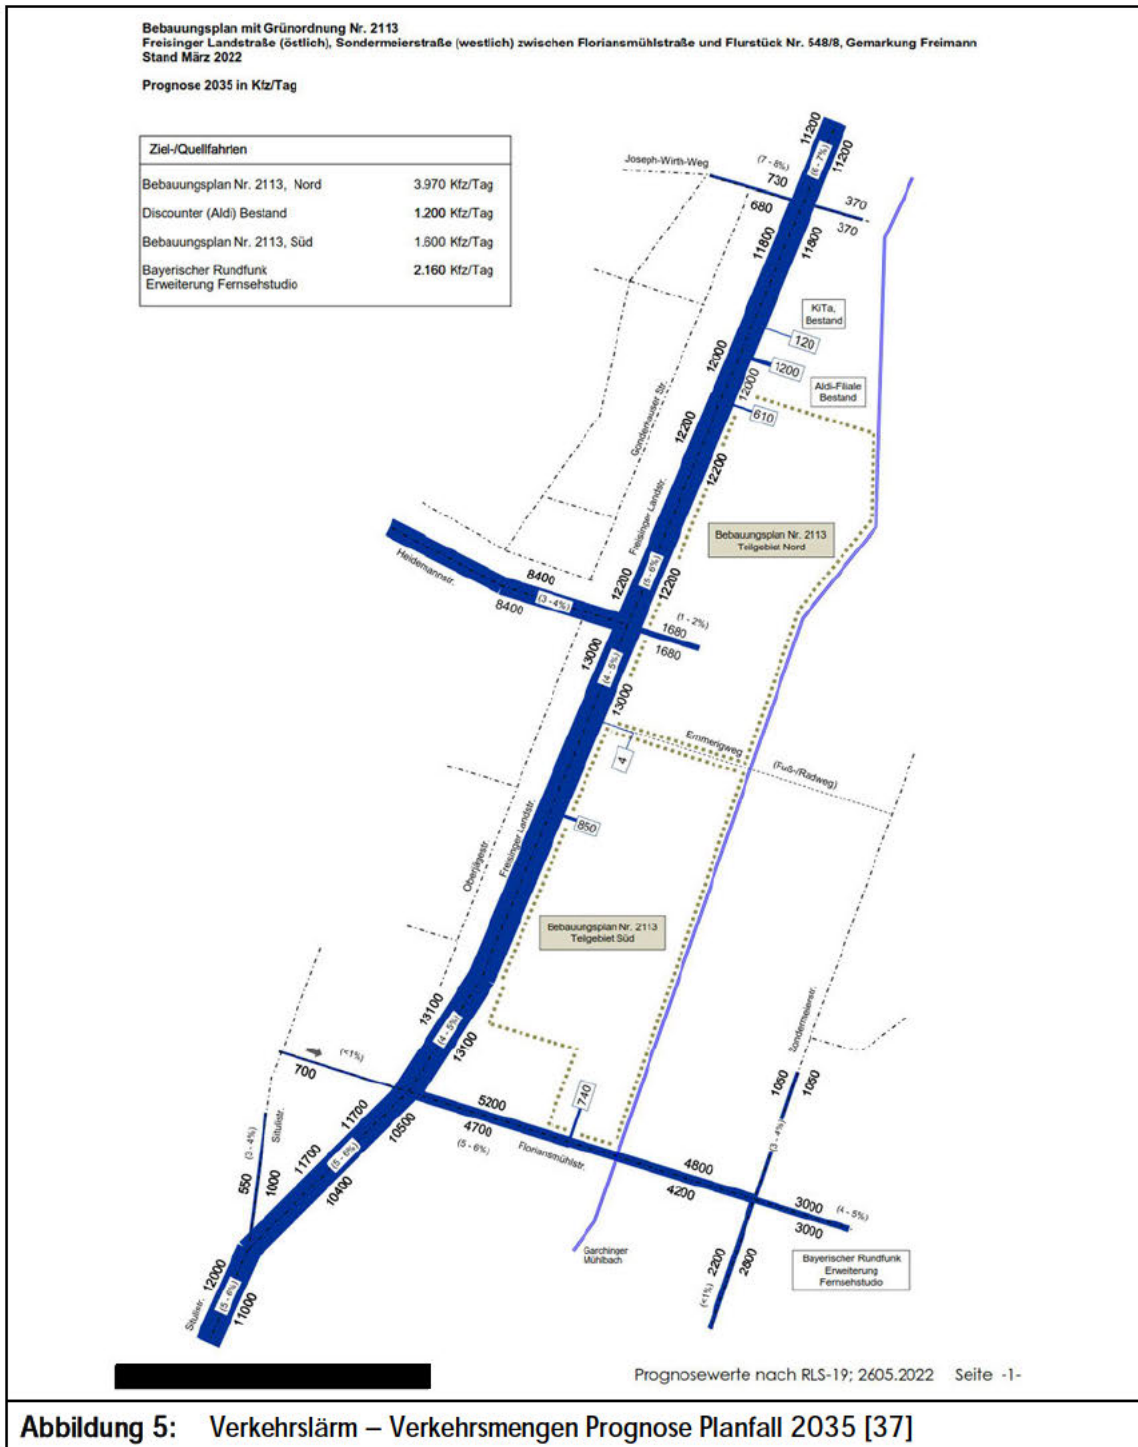 Bebauungsplan mit Grünordnung Nr. 2113
Freisinger Landstraße (östlich), Sondermeierstraße (westlich) zwischen Floriansmühlstraße und Flurstück Nr. 548/8, Gemarkung Freimann
Stand März 2022
Prognose 2035 in Kfz/Tag
Ziel-/Quellfahrten
Bebauungsplan Nr. 2113, Nord 3.970 Kfz/Tag
Discounter (Aldi) Bestand 1.200 Kfz/Tag
Bebauungsplan Nr. 2113, Süd 1.600 Kfz/Tag
Bayerischer Rundfunk 2.160 Kfz/Tag
Erweiterung Fernsehstudio
11200
(6 - 7%)
11200
Joseph-Wirth-Weg
(7 - 8%)
730
680
370
370
11800
11800
KiTa,
Bestand
120
12000
1200
12000
Aldi-Filiale
Bestand
610
Gondershauser Str.
12200
12200
Freisinger Landstr.
Bebauungsplan Nr. 2113
Teilgebiet Nord
Heidemannstr.
8400
(3 - 4%)
8400
12200
(5 - 6%)
12200
(1 - 2%)
1680
1680
13000
(4 - 5%)
13000
Emmerigweg
(Fuß-/Radweg)
4
850
Oberjägerstr.
Freisinger Landstr.
Bebauungsplan Nr. 2113
Teilgebiet Süd
13100
(4 - 5%)
13100
Sondermeierstr.
(<1%)
700
5200
4700
(5 - 6%)
740
Floriansmühlstr.
1050
1050
(3 - 4%)
Situlistr.
(3 - 4%)
550
1000
11700
11700
(5 - 6%)
10500
10400
4800
4200
3000
(4 - 5%)
3000
Garchinger
Mühlbach
2200
2800
(<1%)
Bayerischer Rundfunk
Erweiterung
Fernsehstudo
Situlistr.
12000
(5 - 6%)
11000
Prognosewerte nach RLS-19; 2605.2022 Seite -1-
Abbildung 5: Verkehrslärm – Verkehrsmengen Prognose Planfall 2035 [37]